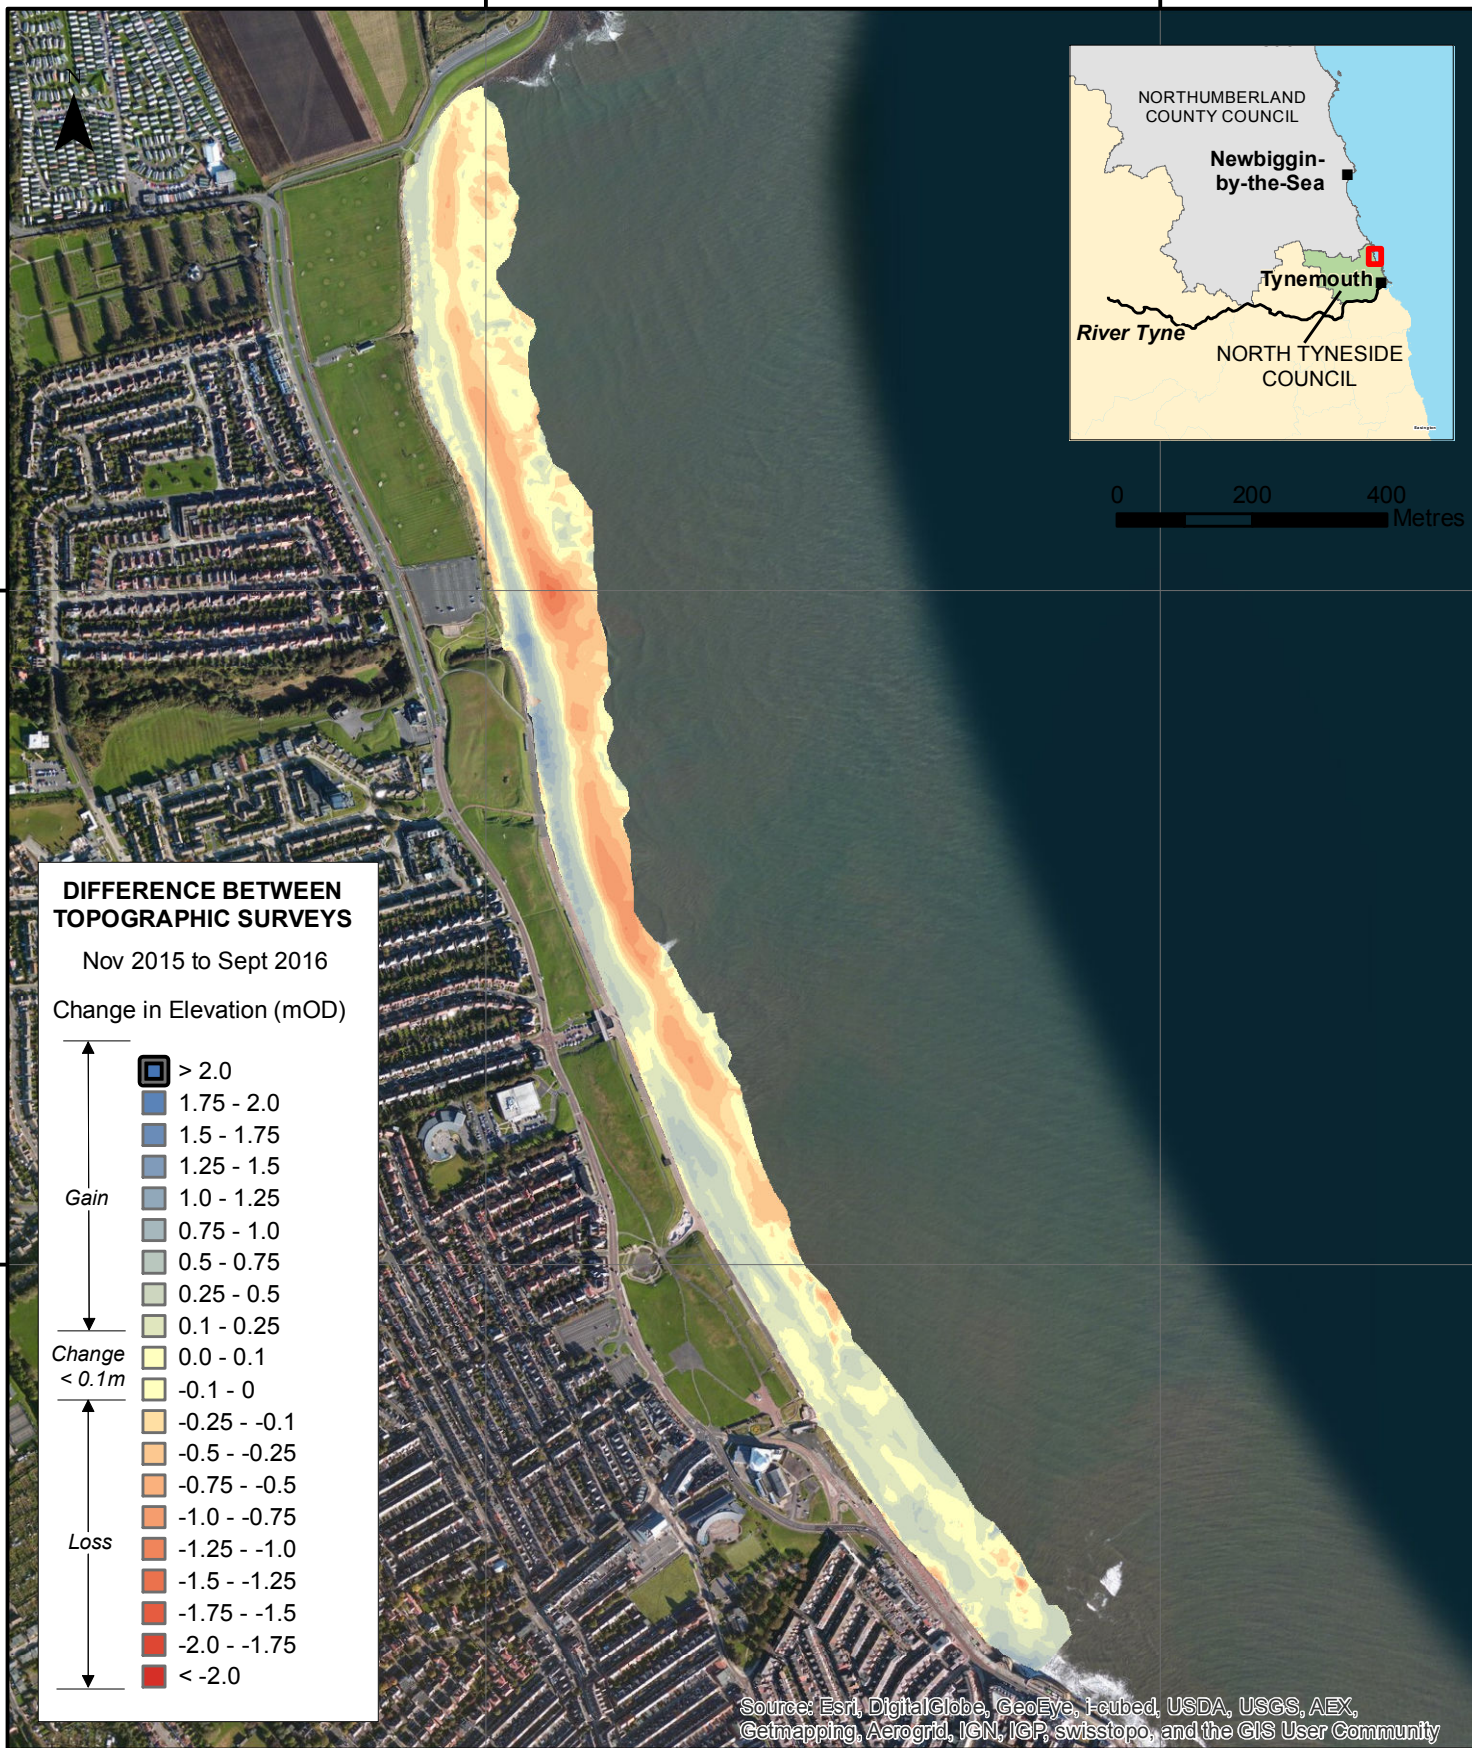 N
NORTHUMBERLAND
COUNTY COUNCIL
Newbiggin-
by-the-Sea
Tynemouth
River Tyne
NORTH TYNESIDE
COUNCIL
0 200 400
Metres
DIFFERENCE BETWEEN
TOPOGRAPHIC SURVEYS
Nov 2015 to Sept 2016
Change in Elevation (mOD)
> 2.0
1.75 - 2.0
1.5 - 1.75
1.25 - 1.5
Gain
1.0 - 1.25
0.75 - 1.0
0.5 - 0.75
0.25 - 0.5
0.1 - 0.25
Change
< 0.1m
0.0 - 0.1
-0.1 - 0
-0.25 - -0.1
-0.5 - -0.25
-0.75 - -0.5
-1.0 - -0.75
Loss
-1.25 - -1.0
-1.5 - -1.25
-1.75 - -1.5
-2.0 - -1.75
< -2.0
Source: Esri, DigitalGlobe, GeoEye, i-cubed, USDA, USGS, AEX,
Getmapping, Aerogrid, IGN, IGP, swisstopo, and the GIS User Community